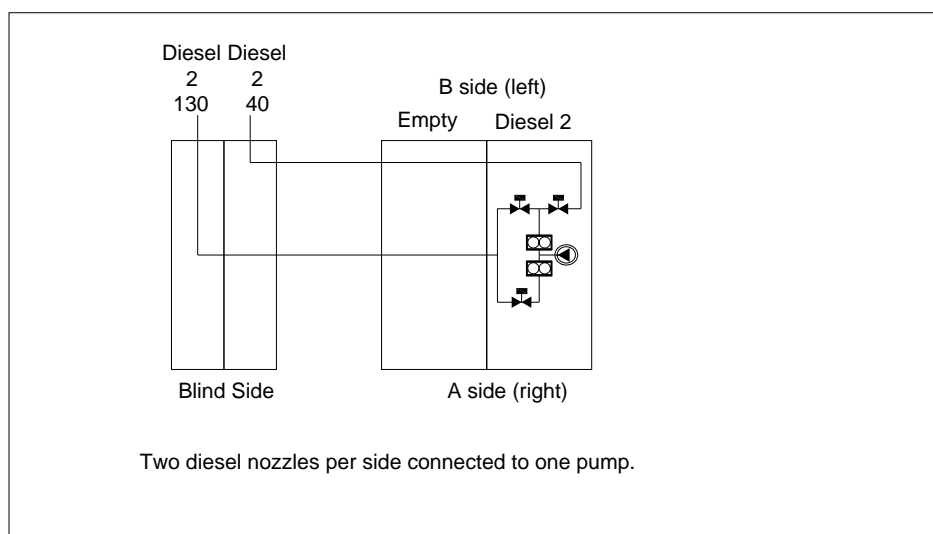 Diesel Diesel
2 2
130 40
B side (left)
Empty Diesel 2
Blind Side
A side (right)
Two diesel nozzles per side connected to one pump.